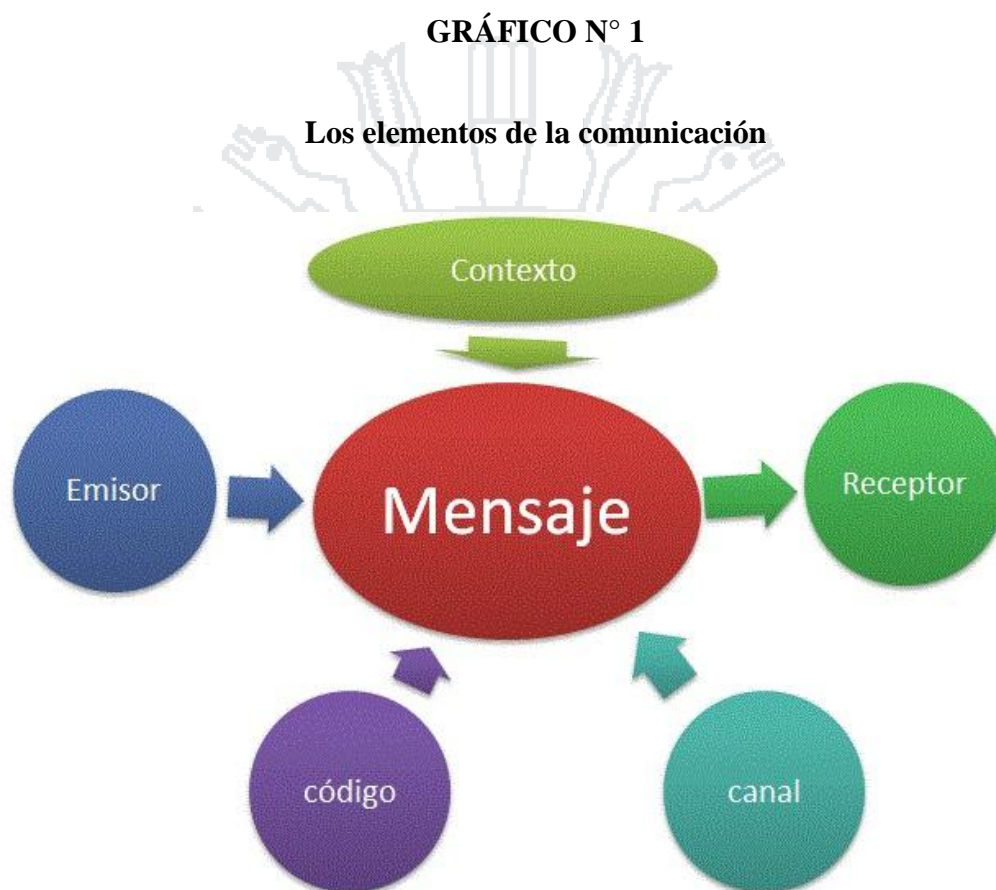 GRÁFICO N° 1
Los elementos de la comunicación
Contexto
Emisor
Mensaje
Receptor
código
canal